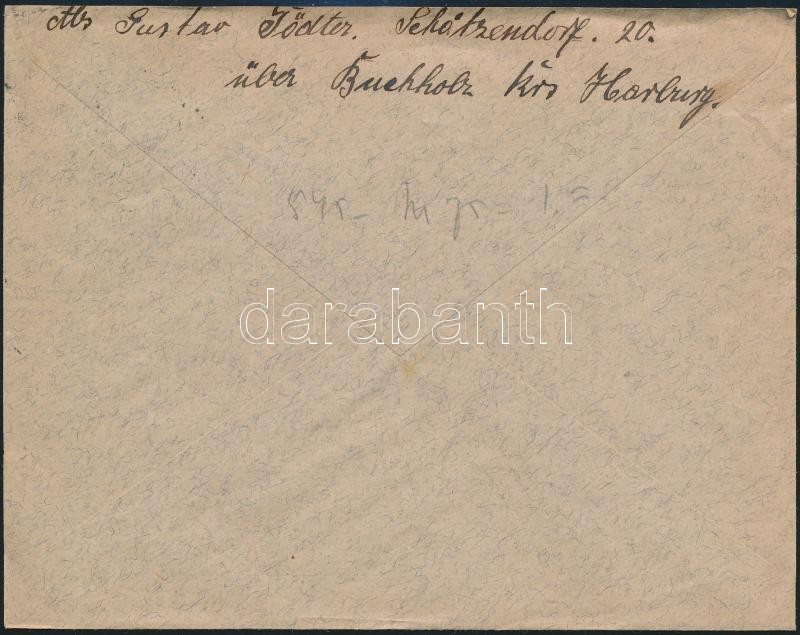 Abs Gustav Tödter. Schätzendorf. 20.
über Buchholz Krs Harburg.
darabanth